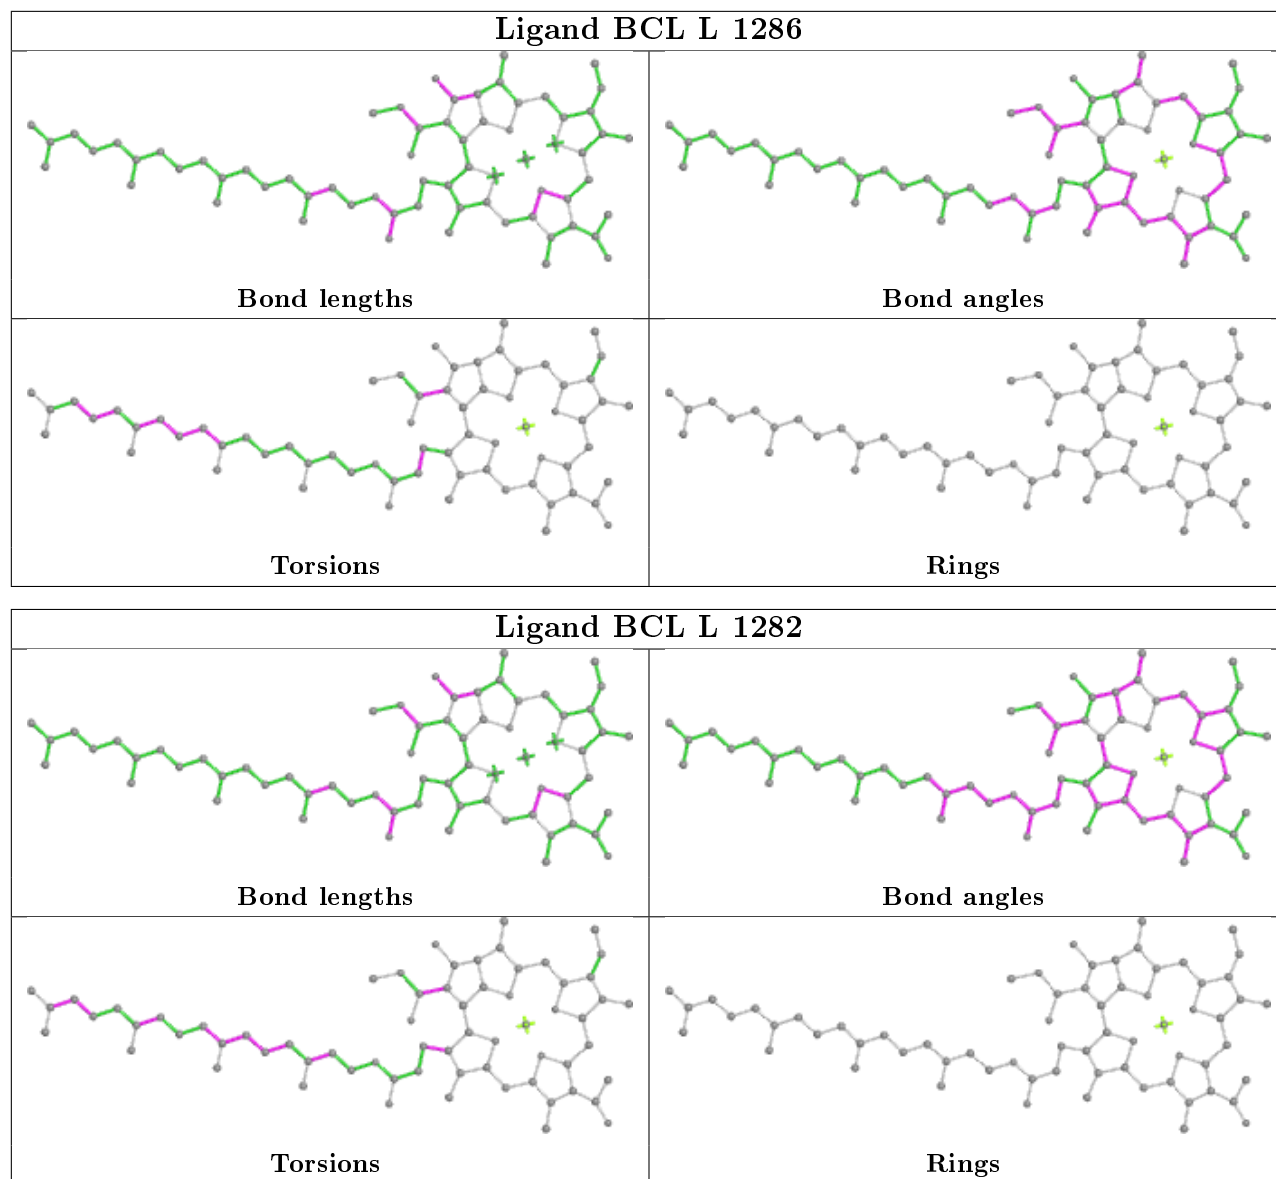 Ligand BCL L 1286
Bond lengths
Bond angles
Torsions
Rings
Ligand BCL L 1282
Bond lengths
Bond angles
Torsions
Rings